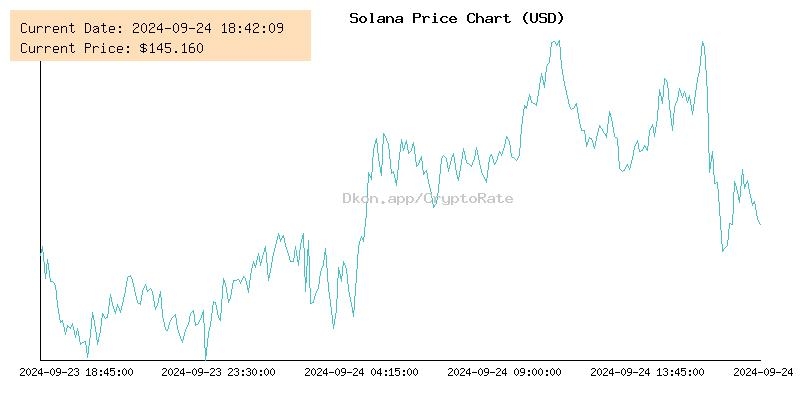 Solana Price Chart (USD)
Current Date: 2024-09-24 18:42:09
Current Price: $145.160
Dkon.app/CryptoRate
2024-09-23 18:45:00
2024-09-23 23:30:00
2024-09-24 04:15:00
2024-09-24 09:00:00
2024-09-24 13:45:00
2024-09-24